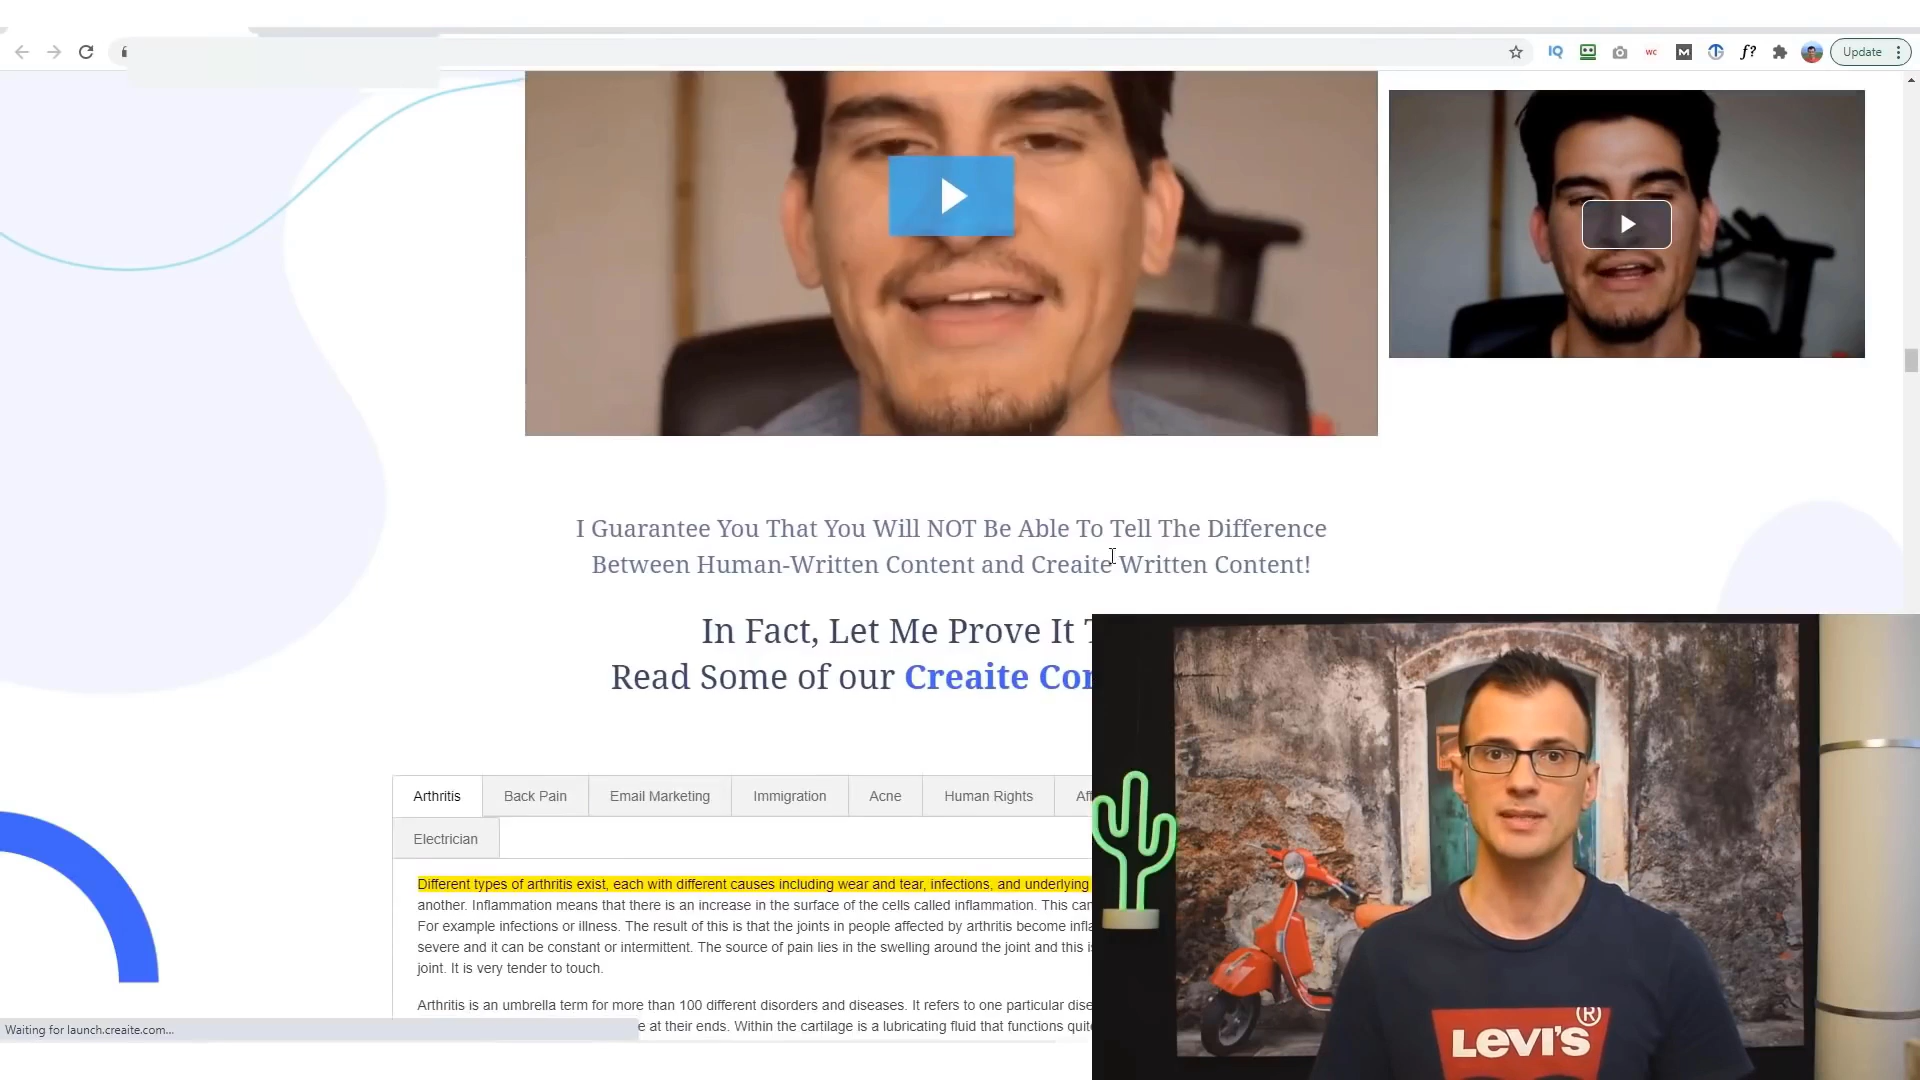 IQ
WC
M
f?
Update
I Guarantee You That You Will NOT Be Able To Tell The Difference
Between Human-Written Content and Creaite Written Content!
In Fact, Let Me Prove It
Read Some of our Creaite
Arthritis
Back Pain
Email Marketing
Immigration
Acne
Human Rights
Electrician
Different types of arthritis exist, each with different causes including wear and tear, infections, and underlying
another. Inflammation means that there is an increase in the surface of the cells called inflammation. This can
For example infections or illness. The result of this is that the joints in people affected by arthritis become
severe and it can be constant or intermittent. The source of pain lies in the swelling around the joint and this is
joint. It is very tender to touch.
Arthritis is an umbrella term for more than 100 different disorders and diseases. It refers to one particular
e at their ends. Within the cartilage is a lubricating fluid that functions
Waiting for launch.creaite.com...
LEVI'S®